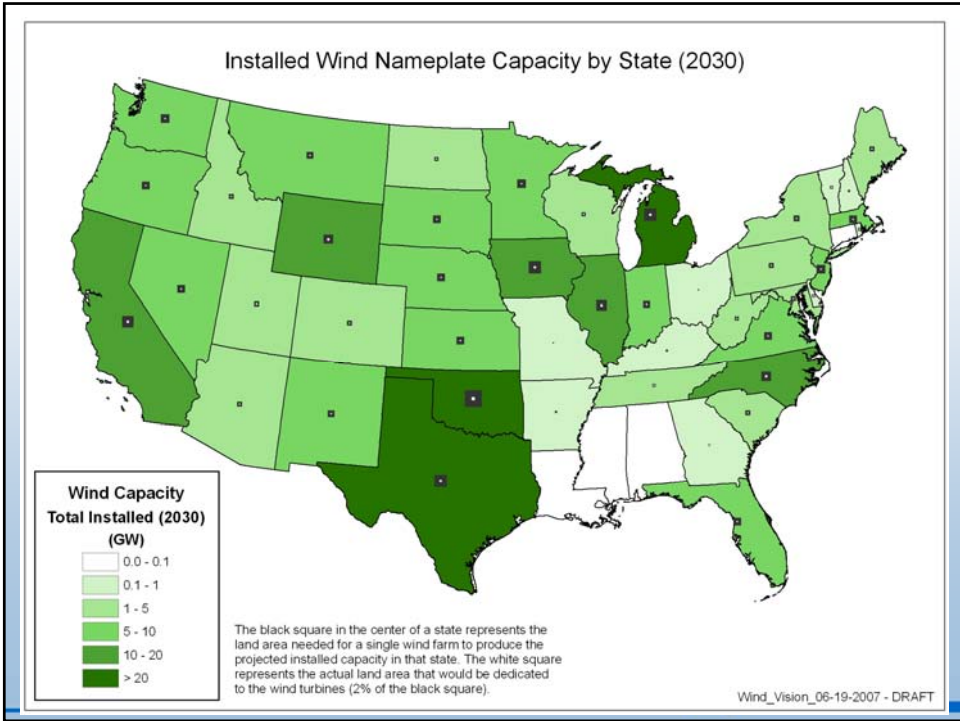 Installed Wind Nameplate Capacity by State (2030)
Wind Capacity
Total Installed (2030)
(GW)
0.0 - 0.1
0.1 - 1
1 - 5
5 - 10
10 - 20
> 20
The black square in the center of a state represents the
land area needed for a single wind farm to produce the
projected installed capacity in that state. The white square
represents the actual land area that would be dedicated
to the wind turbines (2% of the black square).
Wind_Vision_06-19-2007 - DRAFT